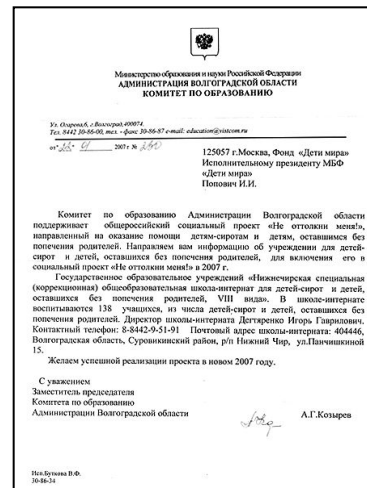 Министерство образования и науки Российской Федерации
АДМИНИСТРАЦИЯ ВОЛГОГРАДСКОЙ ОБЛАСТИ
КОМИТЕТ ПО ОБРАЗОВАНИЮ
Ул. Огарева,6, г.Волгоград,400074.
Тел. 8442 30-86-00, тел. - факс 30-86-87 e-mail: education@vistcom.ru
от 2007 г №
125057 г.Москва, Фонд «Дети мира»
Исполнительному президенту МБФ
«Дети мира»
Попович И.И.
Комитет по образованию Администрации Волгоградской области
поддерживает общероссийский социальный проект «Не оттолкни меня!»,
направленный на оказание помощи детям-сиротам и детям, оставшимся без
попечения родителей. Направляем вам информацию об учреждении для детей-
сирот и детей, оставшихся без попечения родителей, для включения его в
социальный проект «Не оттолкни меня!» в 2007 г.
Государственное образовательное учреждений «Нижнечирская специальная
(коррекционная) общеобразовательная школа-интернат для детей-сирот и детей,
оставшихся без попечения родителей, VIII вида». В школе-интернате
воспитываются 138 учащихся, из числа детей-сирот и детей, оставшихся без
попечения родителей. Директор школы-интерната Дегтяренко Игорь Гаврилович.
Контактный телефон: 8-8442-9-51-91 Почтовый адрес школы-интерната: 404446,
Волгоградская область, Суровикинский район, р/п Нижний Чир, ул.Панчишкиной
15.
Желаем успешной реализации проекта в новом 2007 году.
С уважением
Заместитель председателя
Комитета по образованию
Администрации Волгоградской области
А.Г.Козырев
Исп.Буткова В.Ф.
30-86-34